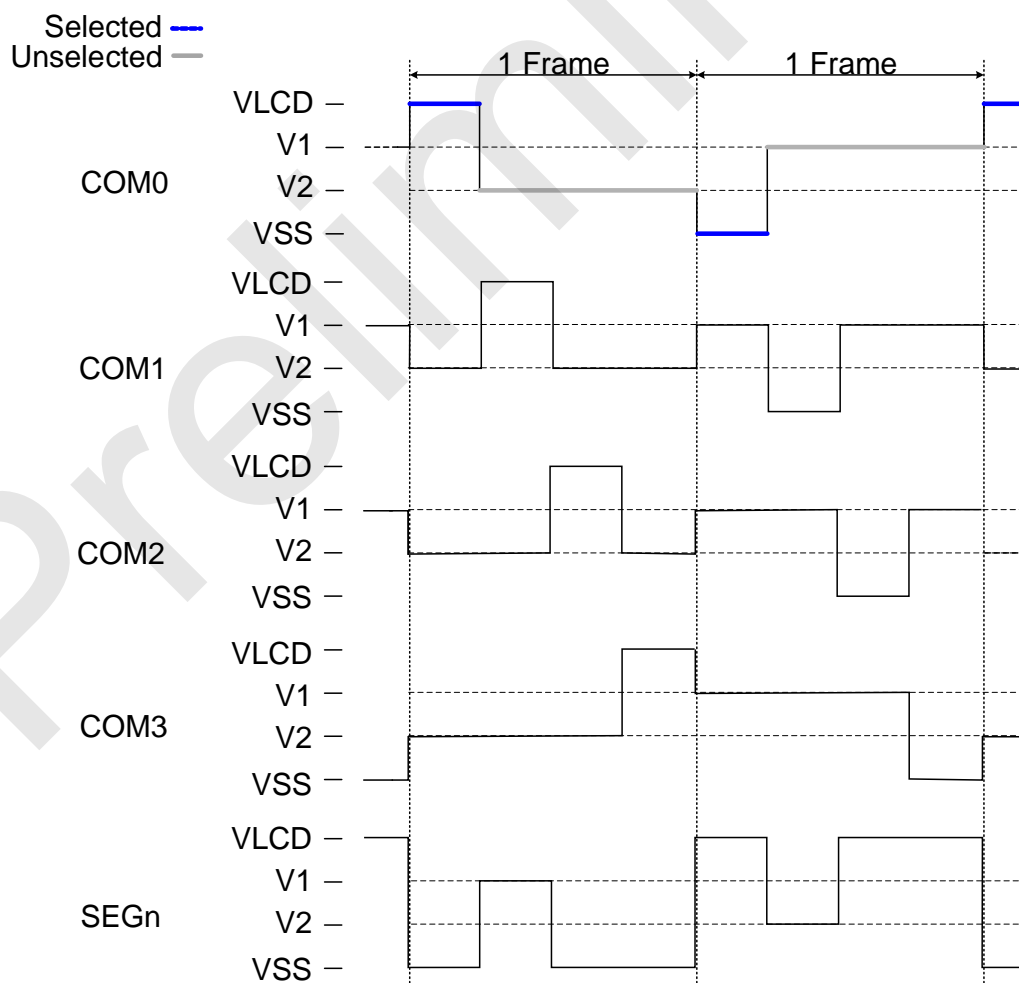 Selected
Unselected
1 Frame 1 Frame
VLCD
V1
COM0
V2
VSS
VLCD
V1
COM1
V2
VSS
VLCD
V1
COM2
V2
VSS
VLCD
V1
COM3
V2
VSS
VLCD
V1
SEGn
V2
VSS